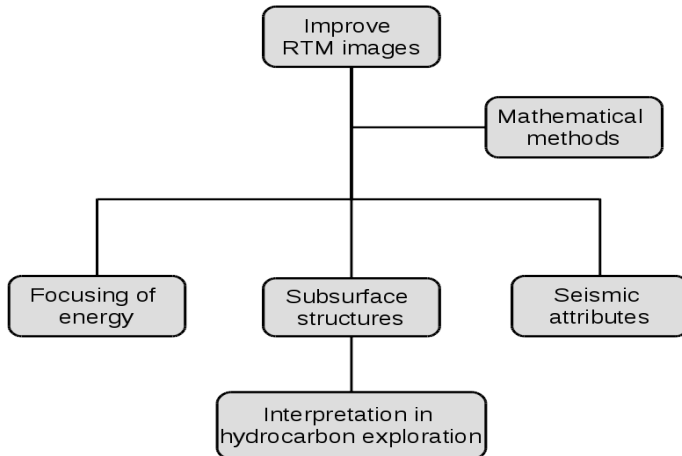 Improve
RTM images
Mathematical
methods
Focusing of
energy
Subsurface
structures
Seismic
attributes
Interpretation in
hydrocarbon exploration